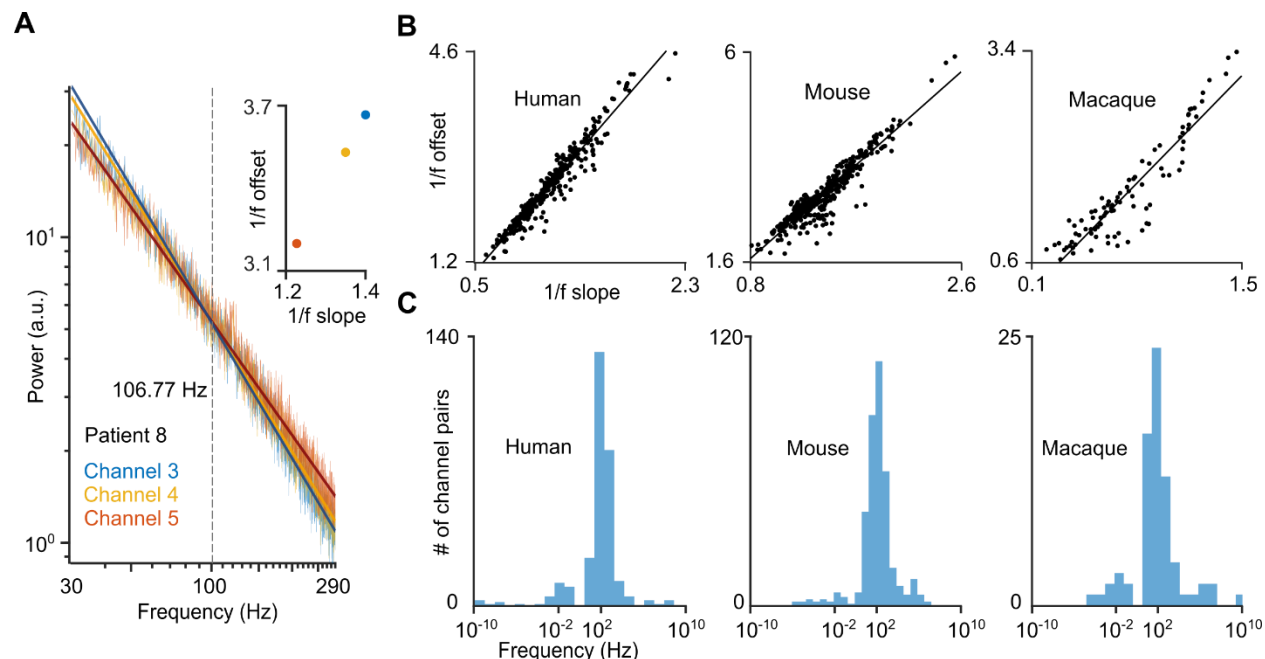 A
10¹
10⁰
Power (a.u.)
106.77 Hz
Patient 8
Channel 3
Channel 4
Channel 5
30
100
290
Frequency (Hz)
3.7
3.1
1/f offset
1.2
1.4
1/f slope
B
4.6
1.2
1/f offset
Human
0.5
2.3
1/f slope
6
1.6
Mouse
0.8
2.6
3.4
0.6
Macaque
0.1
1.5
C
140
0
# of channel pairs
Human
10⁻¹⁰
10⁻²
10²
10¹⁰
Frequency (Hz)
120
0
Mouse
10⁻¹⁰
10⁻²
10²
10¹⁰
25
0
Macaque
10⁻¹⁰
10⁻²
10²
10¹⁰